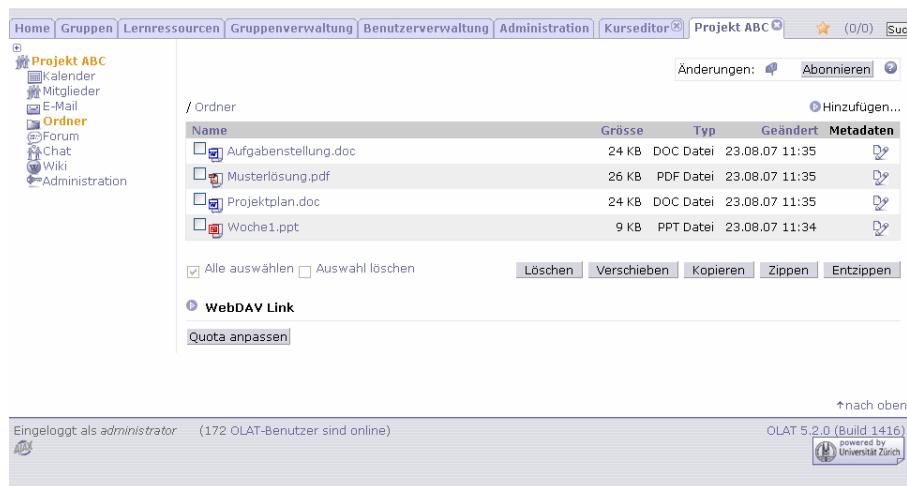 Home Gruppen Lernressourcen Gruppenverwaltung Benutzerverwaltung Administration Kurseditor Projekt ABC (0/0) Suc
Projekt ABC
Kalender
Mitglieder
E-Mail
Ordner
Forum
Chat
Wiki
Administration
Änderungen: Abonnieren
/ Ordner Hinzufügen...
Name Grösse Typ Geändert Metadaten
Aufgabenstellung.doc 24 KB DOC Datei 23.08.07 11:35
Musterlösung.pdf 26 KB PDF Datei 23.08.07 11:35
Projektplan.doc 24 KB DOC Datei 23.08.07 11:35
Woche1.ppt 9 KB PPT Datei 23.08.07 11:34
Alle auswählen Auswahl löschen Löschen Verschieben Kopieren Zippen Entzippen
WebDAV Link
Quota anpassen
nach oben
Eingeloggt als administrator (172 OLAT-Benutzer sind online) OLAT 5.2.0 (Build 1416)
AJAX powered by
Universität Zürich